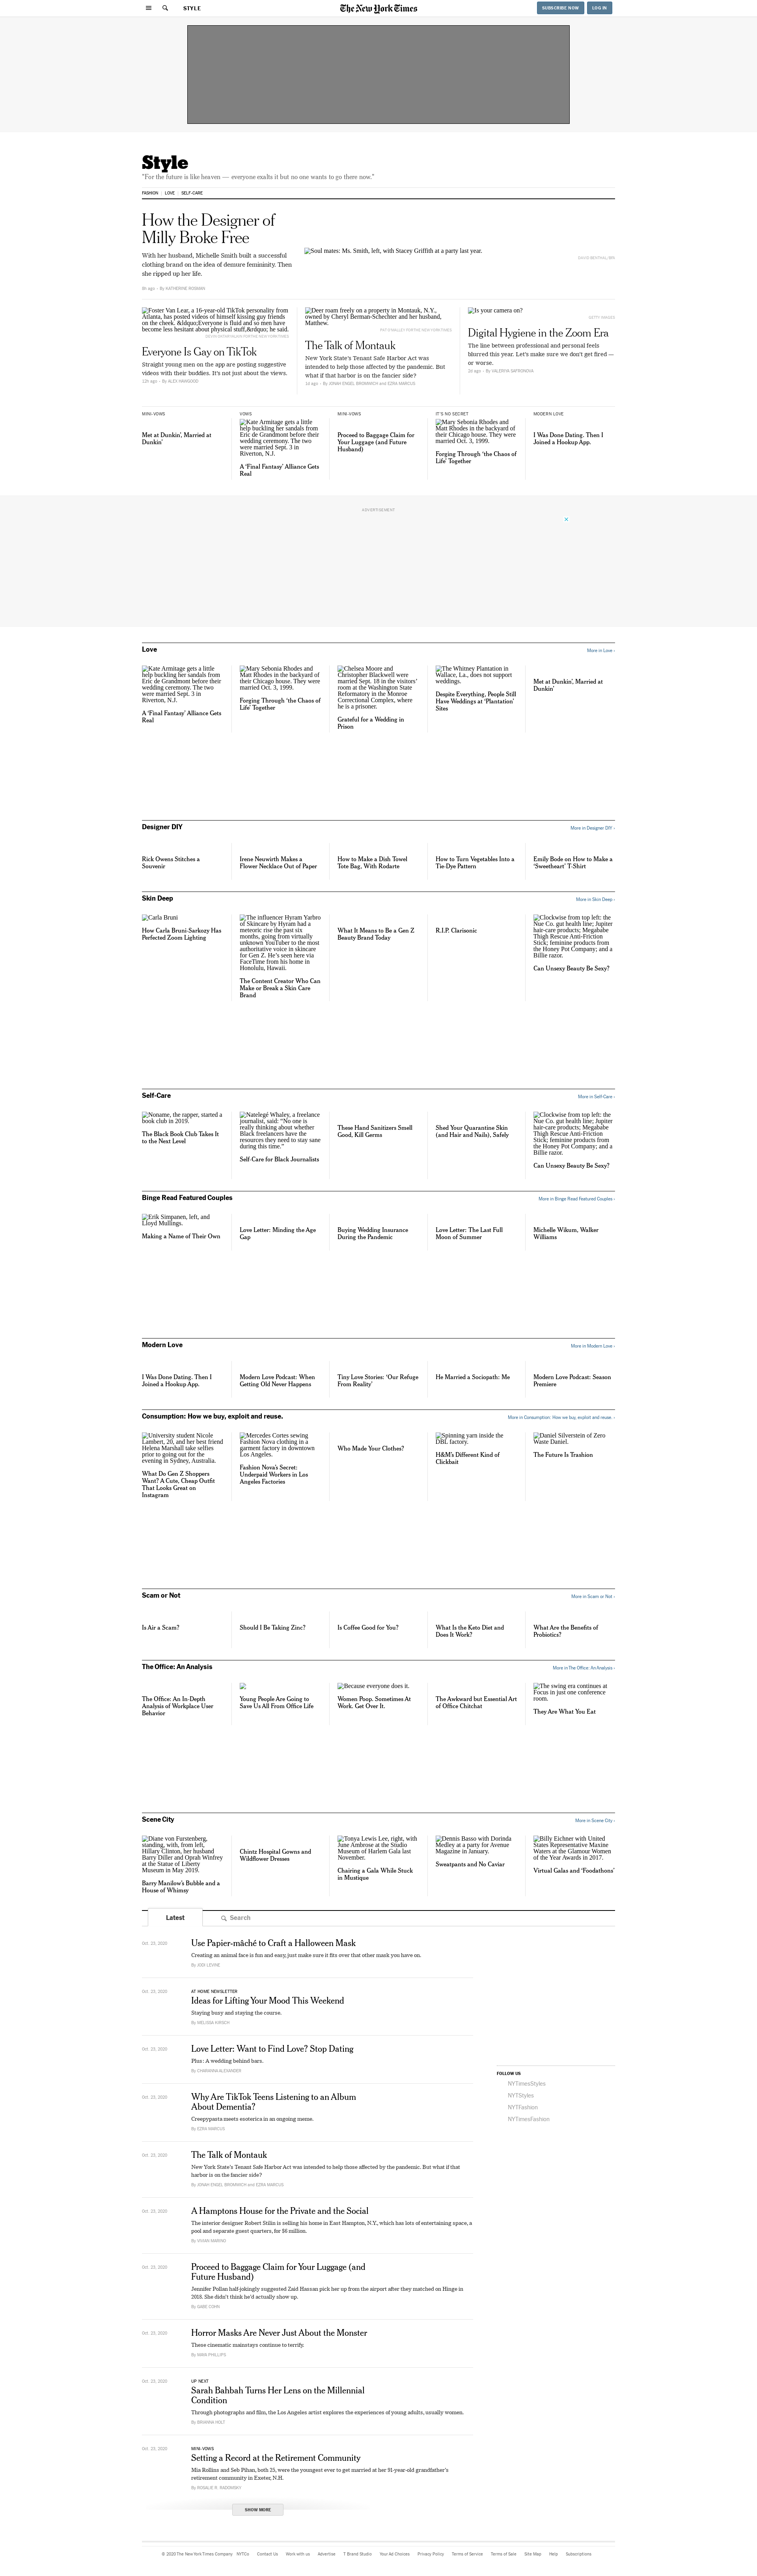 STYLE
The New York Times
SUBSCRIBE NOW
LOG IN
Style
"For the future is like heaven — everyone exalts it but no one wants to go there now."
FASHION
LOVE
SELF-CARE
How the Designer of
Milly Broke Free
With her husband, Michelle Smith built a successful
clothing brand on the idea of demure femininity. Then
she ripped up her life.
By KATHERINE ROSMAN
Soul mates: Ms. Smith, left, with Stacey Griffith at a party last year.
Foster Van Lear, a 16-year-old TikTok personality from
Atlanta, has posted videos of himself kissing guy friends
on the cheek. &ldquo;Everyone is fluid and so men have
become less hesitant about physical stuff,&rdquo; he said.
Everyone Is Gay on TikTok
Straight young men on the app are posting suggestive
videos with their buddies. It's not just about the views.
12h ago · By ALEX HAWGOOD
Deer roam freely on a property in Montauk, N.Y.,
owned by Cheryl Berman-Schechter and her husband,
Matthew.
The Talk of Montauk
New York State's Tenant Safe Harbor Act was
intended to help those affected by the pandemic. But
what if that harbor is on the fancier side?
By JONAH ENGEL BROMWICH and EZRA MARCUS
Is your camera on?
GETTY IMAGES
Digital Hygiene in the Zoom Era
The line between professional and personal feels
blurred this year. Let's make sure we don't get fired —
or worse.
By VALERIYA SAFRONOVA
MINI-VOWS
Met at Dunkin', Married at
Dunkin'
VOWS
Kate Armitage gets a little
help by buckling her sandals from
Eric de Grandmont before their
wedding ceremony. The two
were married Sept. 3 in
Riverton, N.J.
A 'Final Fantasy' Alliance Gets
Real
MINI-VOWS
Proceed to Baggage Claim for
Your Luggage (and Future
Husband)
IT'S NO SECRET
Mary Sebonia Rhodes and
Matt Rhodes in the backyard of
their Chicago house. They were
married Oct. 3, 1999.
Forging Through 'the Chaos of
Life' Together
MODERN LOVE
I Was Done Dating. Then I
Joined a Hookup App.
ADVERTISEMENT
Love
More in Love ›
Kate Armitage gets a little
help by buckling her sandals from
Eric de Grandmont before their
wedding ceremony. The two
were married Sept. 3 in
Riverton, N.J.
A 'Final Fantasy' Alliance Gets
Real
Mary Sebonia Rhodes and
Matt Rhodes in the backyard of
their Chicago house. They were
married Oct. 3, 1999.
Forging Through 'the Chaos of
Life' Together
Chelsea Moore and
Christopher Blackwell were
married Sept. 18 in the visitors'
room at the Washington State
Reformatory in the Monroe
Correctional Complex, where
he is a prisoner.
Grateful for a Wedding in
Prison
The Whitney Plantation in
Wallace, La., does not support
weddings.
Despite Everything, People Still
Have Weddings at 'Plantation'
Sites
Met at Dunkin', Married at
Dunkin'
Designer DIY
More in Designer DIY ›
Rick Owens Stitches a
Souvenir
Irene Neuwirth Makes a
Flower Necklace Out of Paper
How to Make a Dish Towel
Tote Bag, With Rodarte
How to Turn Vegetables Into a
Tie-Dye Pattern
Emily Bode on How to Make a
'Sweetheart' T-Shirt
Skin Deep
More in Skin Deep ›
Carla Bruni
How Carla Bruni-Sarkozy Has
Perfected Zoom Lighting
The influencer Hyram Yarbro
of Skincare by Hyram had a
meteoric rise the past six
months, going from virtually
unknown YouTuber to the most
authoritative voice in skincare
for Gen Z. He's seen here via
FaceTime from his home in
Honolulu, Hawaii.
The Content Creator Who Can
Make or Break a Skin Care
Brand
What It Means to Be a Gen Z
Beauty Brand Today
R.I.P. Clarisonic
Clockwise from top left: the
Nue Co. gut health line; Jupiter
hair-care products; Megababe
Thigh Rescue Anti-Friction
Stick; feminine products from
the Honey Pot Company; and a
Billie razor.
Can Unsexy Beauty Be Sexy?
Self-Care
More in Self-Care ›
Noname, the rapper, started a
book club in 2019.
The Black Book Club Takes It
to the Next Level
Natelegé Whaley, a freelance
journalist, said: "No one is
really thinking about whether
Black freelancers have the
resources they need to stay sane
during this time."
Self-Care for Black Journalists
These Hand Sanitizers Smell
Good, Kill Germs
Shed Your Quarantine Skin
(and Hair and Nails), Safely
Clockwise from top left: the
Nue Co. gut health line; Jupiter
hair-care products; Megababe
Thigh Rescue Anti-Friction
Stick; feminine products from
the Honey Pot Company; and a
Billie razor.
Can Unsexy Beauty Be Sexy?
Binge Read Featured Couples
More in Binge Read Featured Couples ›
Erik Simpanen, left, and
Lloyd Mullings.
Making a Name of Their Own
Love Letter: Minding the Age
Gap
Buying Wedding Insurance
During the Pandemic
Love Letter: The Last Full
Moon of Summer
Michelle Wikum, Walker
Williams
Modern Love
More in Modern Love ›
I Was Done Dating. Then I
Joined a Hookup App.
Modern Love Podcast: When
Getting Old Never Happens
Tiny Love Stories: 'Our Refuge
From Reality'
He Married a Sociopath: Me
Modern Love Podcast: Season
Premiere
Consumption: How we buy, exploit and reuse.
More in Consumption: How we buy, exploit and reuse. ›
University student Nicole
Lambert, 20, and her best friend
Helena Marshall take selfies
prior to going out for the
evening in Sydney, Australia.
What Do Gen Z Shoppers
Want? A Cute, Cheap Outfit
That Looks Great on
Instagram
Mercedes Cortes sewing
Fashion Nova clothing in a
garment factory in downtown
Los Angeles.
Fashion Nova's Secret:
Underpaid Workers in Los
Angeles Factories
Who Made Your Clothes?
Spinning yarn inside the
DBL factory.
H&M's Different Kind of
Clickbait
Daniel Silverstein of Zero
Waste Daniel.
The Future Is Trashion
Scam or Not
More in Scam or Not ›
Is Air a Scam?
Should I Be Taking Zinc?
Is Coffee Good for You?
What Is the Keto Diet and
Does It Work?
What Are the Benefits of
Probiotics?
The Office: An Analysis
More in The Office: An Analysis ›
The Office: An In-Depth
Analysis of Workplace User
Behavior
Young People Are Going to
Save Us All From Office Life
Because everyone does it.
Women Poop. Sometimes At
Work. Get Over It.
The Awkward but Essential Art
of Office Chitchat
The swing era continues at
Focus in just one conference
room.
They Are What You Eat
Scene City
More in Scene City ›
Diane von Furstenberg,
standing, with, from left,
Hillary Clinton, her husband
Barry Diller and Oprah Winfrey
at the Statue of Liberty
Museum in May 2019.
Barry Manilow's Bubble and a
House of Whimsy
Chintz Hospital Gowns and
Wildflower Dresses
Tonya Lewis Lee, right, with
June Ambrose at the Studio
Museum of Harlem Gala last
November.
Chairing a Gala While Stuck
in Mustique
Dennis Basso with Dorinda
Medley at a party for Avenue
Magazine in January.
Sweatpants and No Caviar
Billy Eichner with United
States Representative Maxine
Waters at the Glamour Women
of the Year Awards in 2017.
Virtual Galas and 'Foodathons'
Latest
Search
Oct. 23, 2020
Use Papier-mâché to Craft a Halloween Mask
Creating an animal face is fun and easy, just make sure it fits over that other mask you have on.
By JODI LEVINE
Oct. 23, 2020
AT HOME NEWSLETTER
Ideas for Lifting Your Mood This Weekend
Staying busy and staying the course.
By MELISSA KIRSCH
Oct. 23, 2020
Love Letter: Want to Find Love? Stop Dating
Plus: A wedding behind bars.
By CHARANNA ALEXANDER
Oct. 23, 2020
Why Are TikTok Teens Listening to an Album
About Dementia?
Creepypasta meets esoterica in an ongoing meme.
By EZRA MARCUS
Oct. 23, 2020
The Talk of Montauk
New York State's Tenant Safe Harbor Act was intended to help those affected by the pandemic. But what if that
harbor is on the fancier side?
By JONAH ENGEL BROMWICH and EZRA MARCUS
Oct. 23, 2020
A Hamptons House for the Private and the Social
The interior designer Robert Stilin is selling his home in East Hampton, N.Y., which has lots of entertaining space, a
pool and separate guest quarters, for $6 million.
By VIVIAN MARINO
Oct. 23, 2020
Proceed to Baggage Claim for Your Luggage (and
Future Husband)
Jennifer Pollan half-jokingly suggested Zaid Hassan pick her up from the airport after they matched on Hinge in
2018. She didn't think he'd actually show up.
By GABE COHN
Oct. 23, 2020
Horror Masks Are Never Just About the Monster
These cinematic mainstays continue to terrify.
By MAYA PHILLIPS
Oct. 23, 2020
UP NEXT
Sarah Bahbah Turns Her Lens on the Millennial
Condition
Through photographs and film, the Los Angeles artist explores the experiences of young adults, usually women.
By BRIANNA HOLT
Oct. 23, 2020
MINI-VOWS
Setting a Record at the Retirement Community
Mia Rollins and Seb Pihan, both 25, were the youngest ever to get married at her 91-year-old grandfather's
retirement community in Exeter, N.H.
By ROSALIE R. RADOMSKY
SHOW MORE
FOLLOW US
NYTimesStyles
NYTStyles
NYTFashion
NYTimesFashion
© 2020 The New York Times Company
NYTCo
Contact Us
Work with us
Advertise
T Brand Studio
Your Ad Choices
Privacy Policy
Terms of Service
Terms of Sale
Site Map
Help
Subscriptions